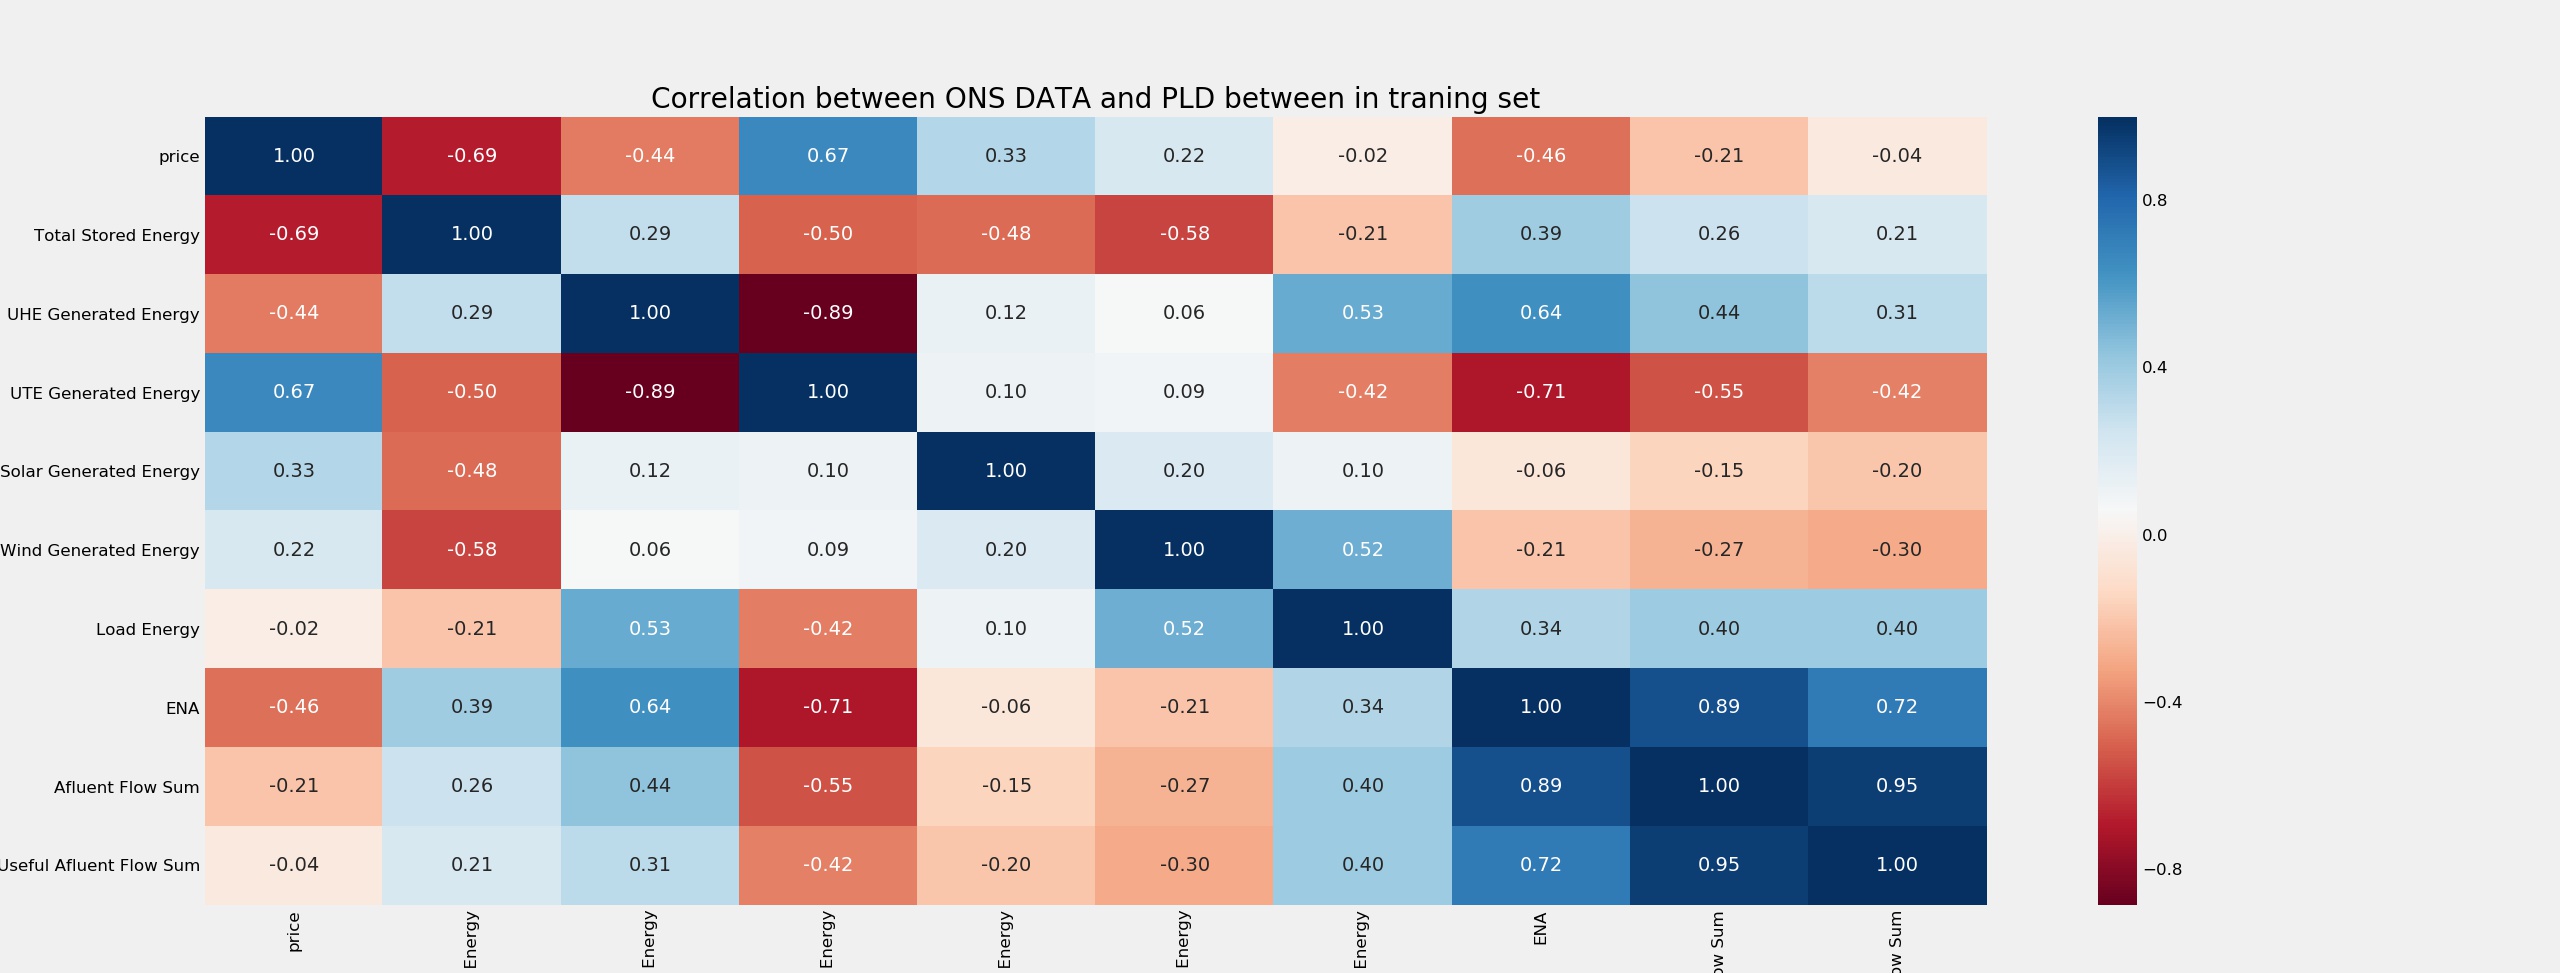 Correlation between ONS DATA and PLD between in traning set
price 1.00 -0.69 -0.44 0.67 0.33 0.22 -0.02 -0.46 -0.21 -0.04
Total Stored Energy -0.69 1.00 0.29 -0.50 -0.48 -0.58 -0.21 0.39 0.26 0.21
UHE Generated Energy -0.44 0.29 1.00 -0.89 0.12 0.06 0.53 0.64 0.44 0.31
UTE Generated Energy 0.67 -0.50 -0.89 1.00 0.10 0.09 -0.42 -0.71 -0.55 -0.42
Solar Generated Energy 0.33 -0.48 0.12 0.10 1.00 0.20 0.10 -0.06 -0.15 -0.20
Wind Generated Energy 0.22 -0.58 0.06 0.09 0.20 1.00 0.52 -0.21 -0.27 -0.30
Load Energy -0.02 -0.21 0.53 -0.42 0.10 0.52 1.00 0.34 0.40 0.40
ENA -0.46 0.39 0.64 -0.71 -0.06 -0.21 0.34 1.00 0.89 0.72
Afluent Flow Sum -0.21 0.26 0.44 -0.55 -0.15 -0.27 0.40 0.89 1.00 0.95
Useful Afluent Flow Sum -0.04 0.21 0.31 -0.42 -0.20 -0.30 0.40 0.72 0.95 1.00
price
Energy
Energy
Energy
Energy
Energy
Energy
ENA
ow Sum
ow Sum
0.8
0.4
0.0
−0.4
−0.8